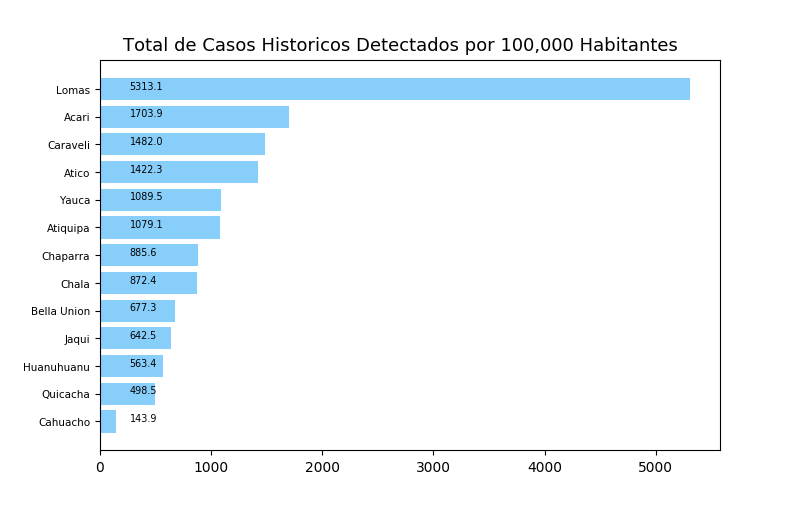 Total de Casos Historicos Detectados por 100,000 Habitantes
Lomas 5313.1
Acari 1703.9
Caraveli 1482.0
Atico 1422.3
Yauca 1089.5
Atiquipa 1079.1
Chaparra 885.6
Chala 872.4
Bella Union 677.3
Jaqui 642.5
Huanuhuanu 563.4
Quicacha 498.5
Cahuacho 143.9
0 1000 2000 3000 4000 5000